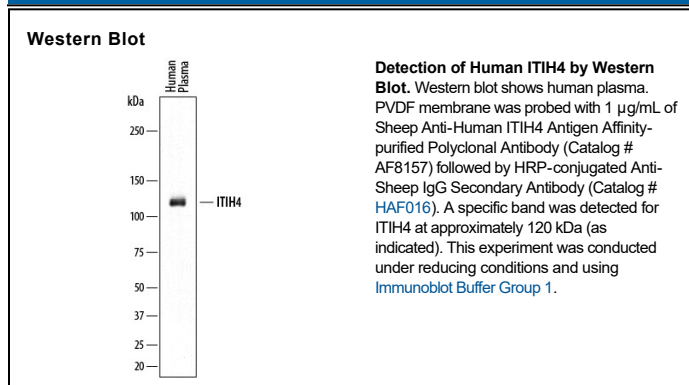 Western Blot
Human
Plasma
kDa
250
150
ITIH4
100
75
50
37
25
20
Detection of Human ITIH4 by Western
Blot. Western blot shows human plasma.
PVDF membrane was probed with 1 µg/mL of
Sheep Anti-Human ITIH4 Antigen Affinity-
purified Polyclonal Antibody (Catalog #
AF8157) followed by HRP-conjugated Anti-
Sheep IgG Secondary Antibody (Catalog #
HAF016). A specific band was detected for
ITIH4 at approximately 120 kDa (as
indicated). This experiment was conducted
under reducing conditions and using
Immunoblot Buffer Group 1.